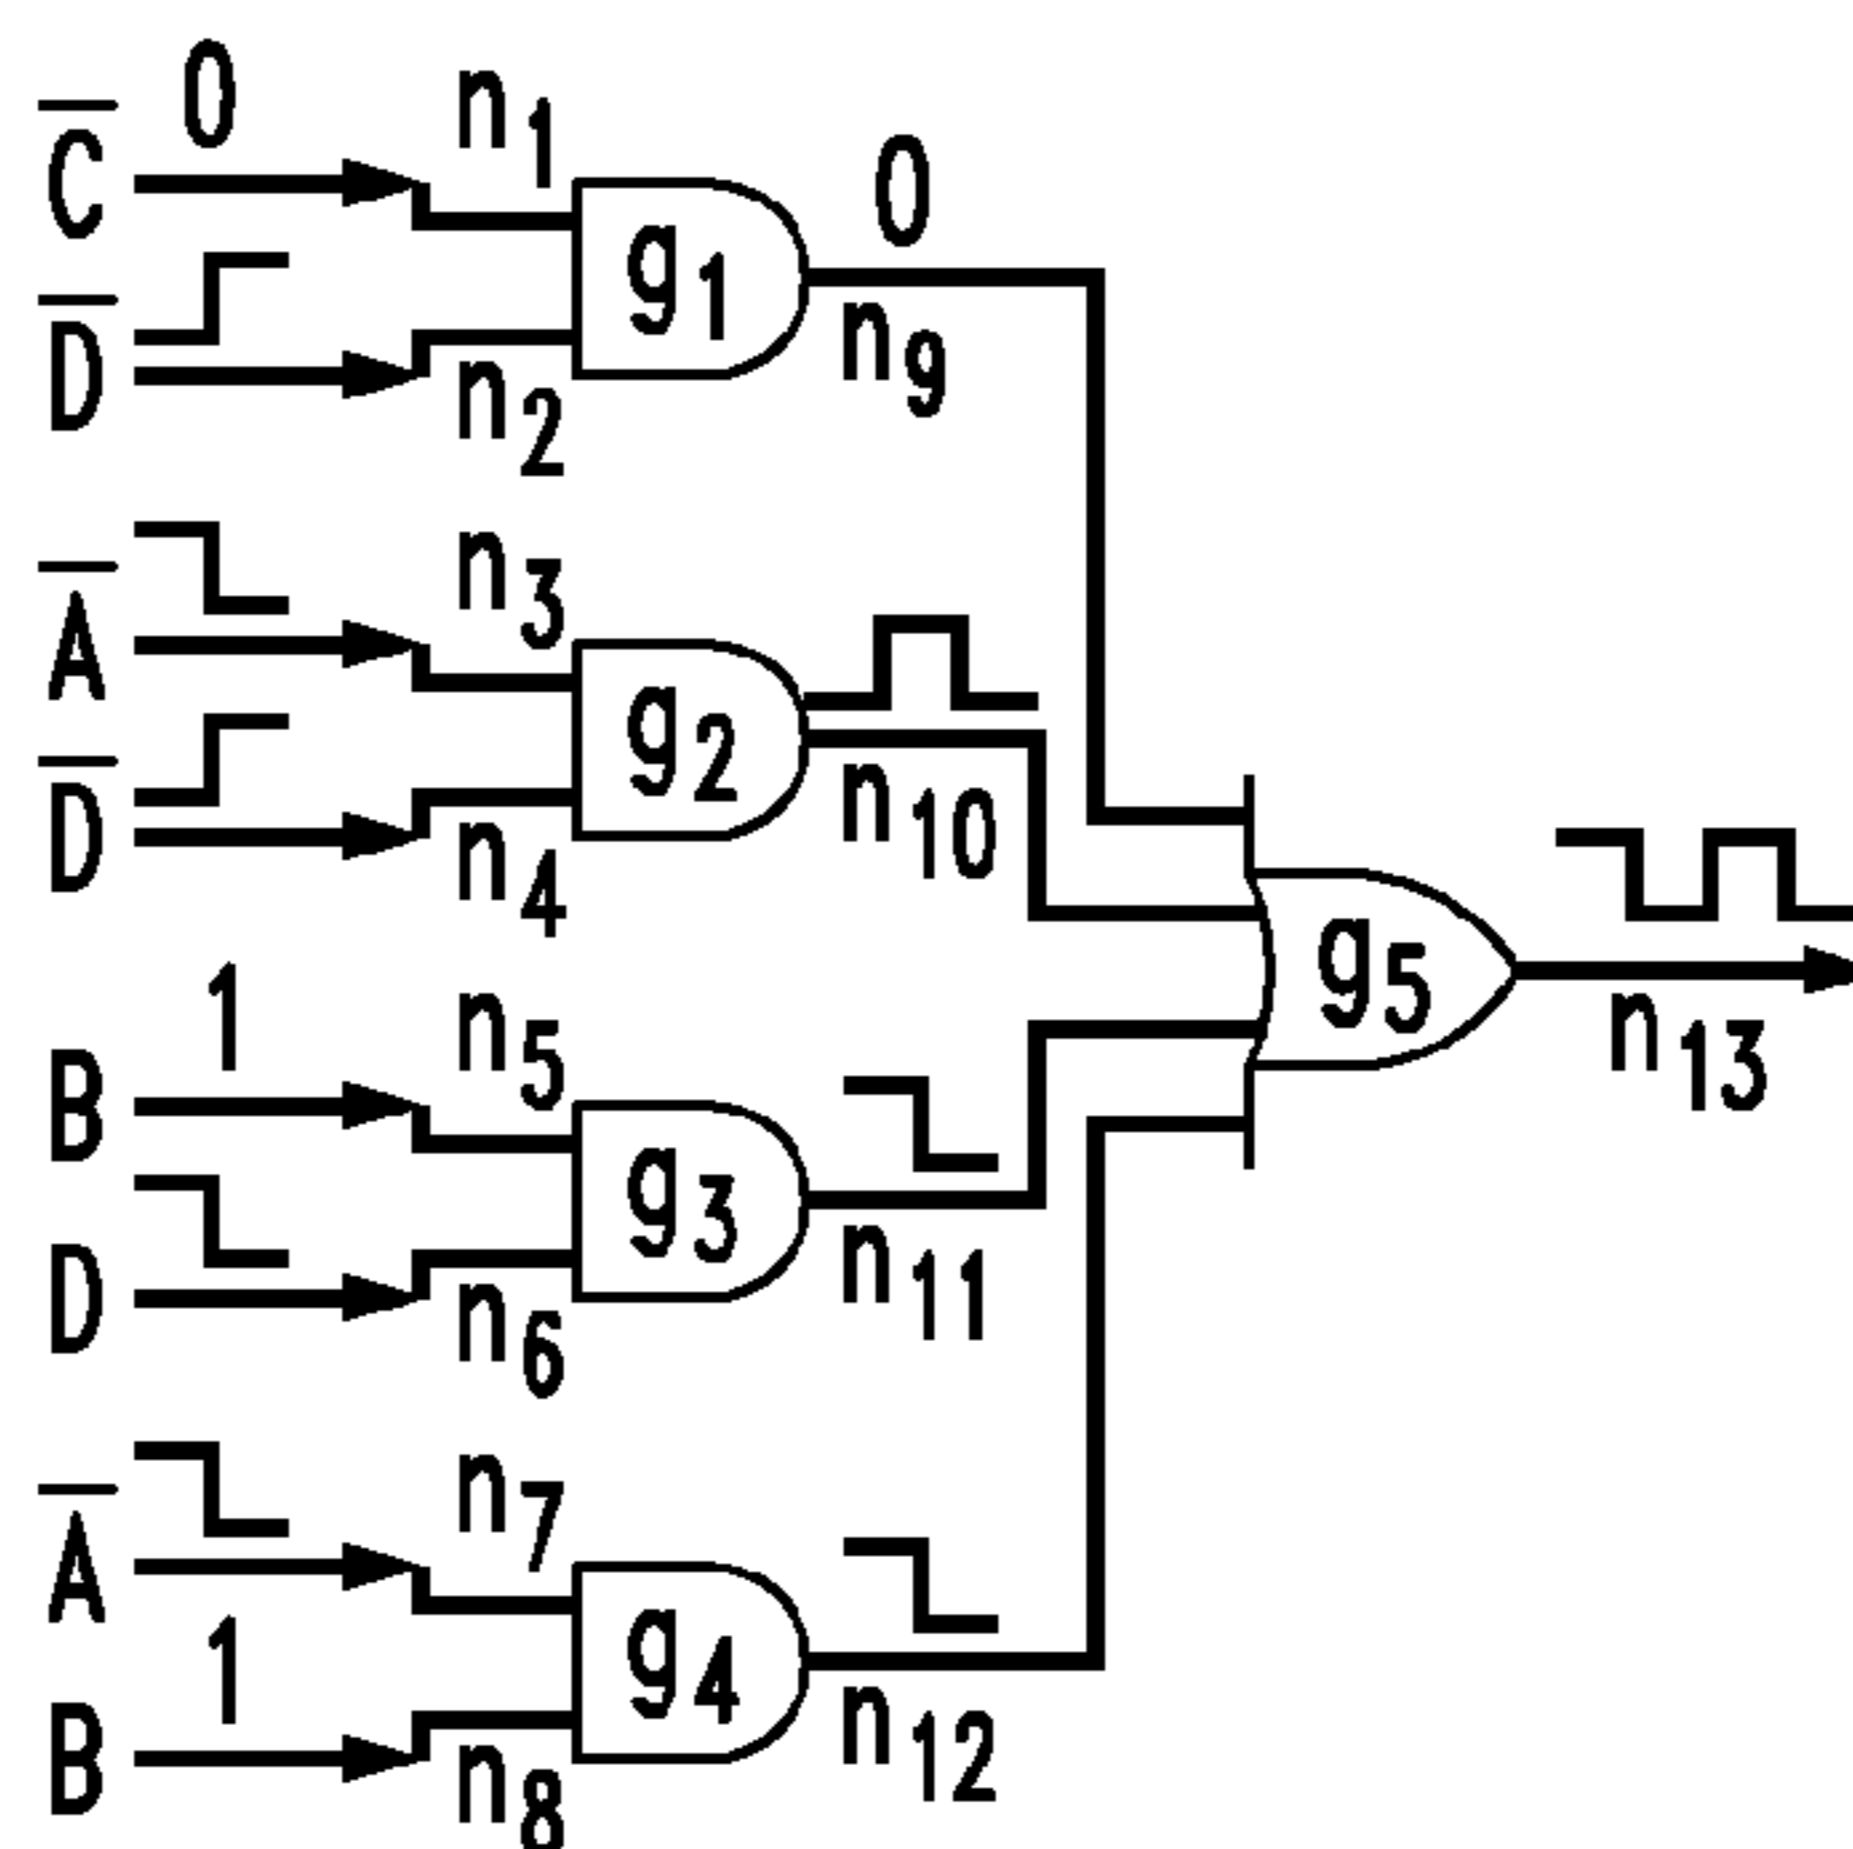 C̅ 0 n1
0
g1
D̅ n2 n9
A̅ n3
g2
D̅ n4 n10
g5
1
B n5 n13
g3
D n6 n11
A̅ n7
g4
1
B n8 n12